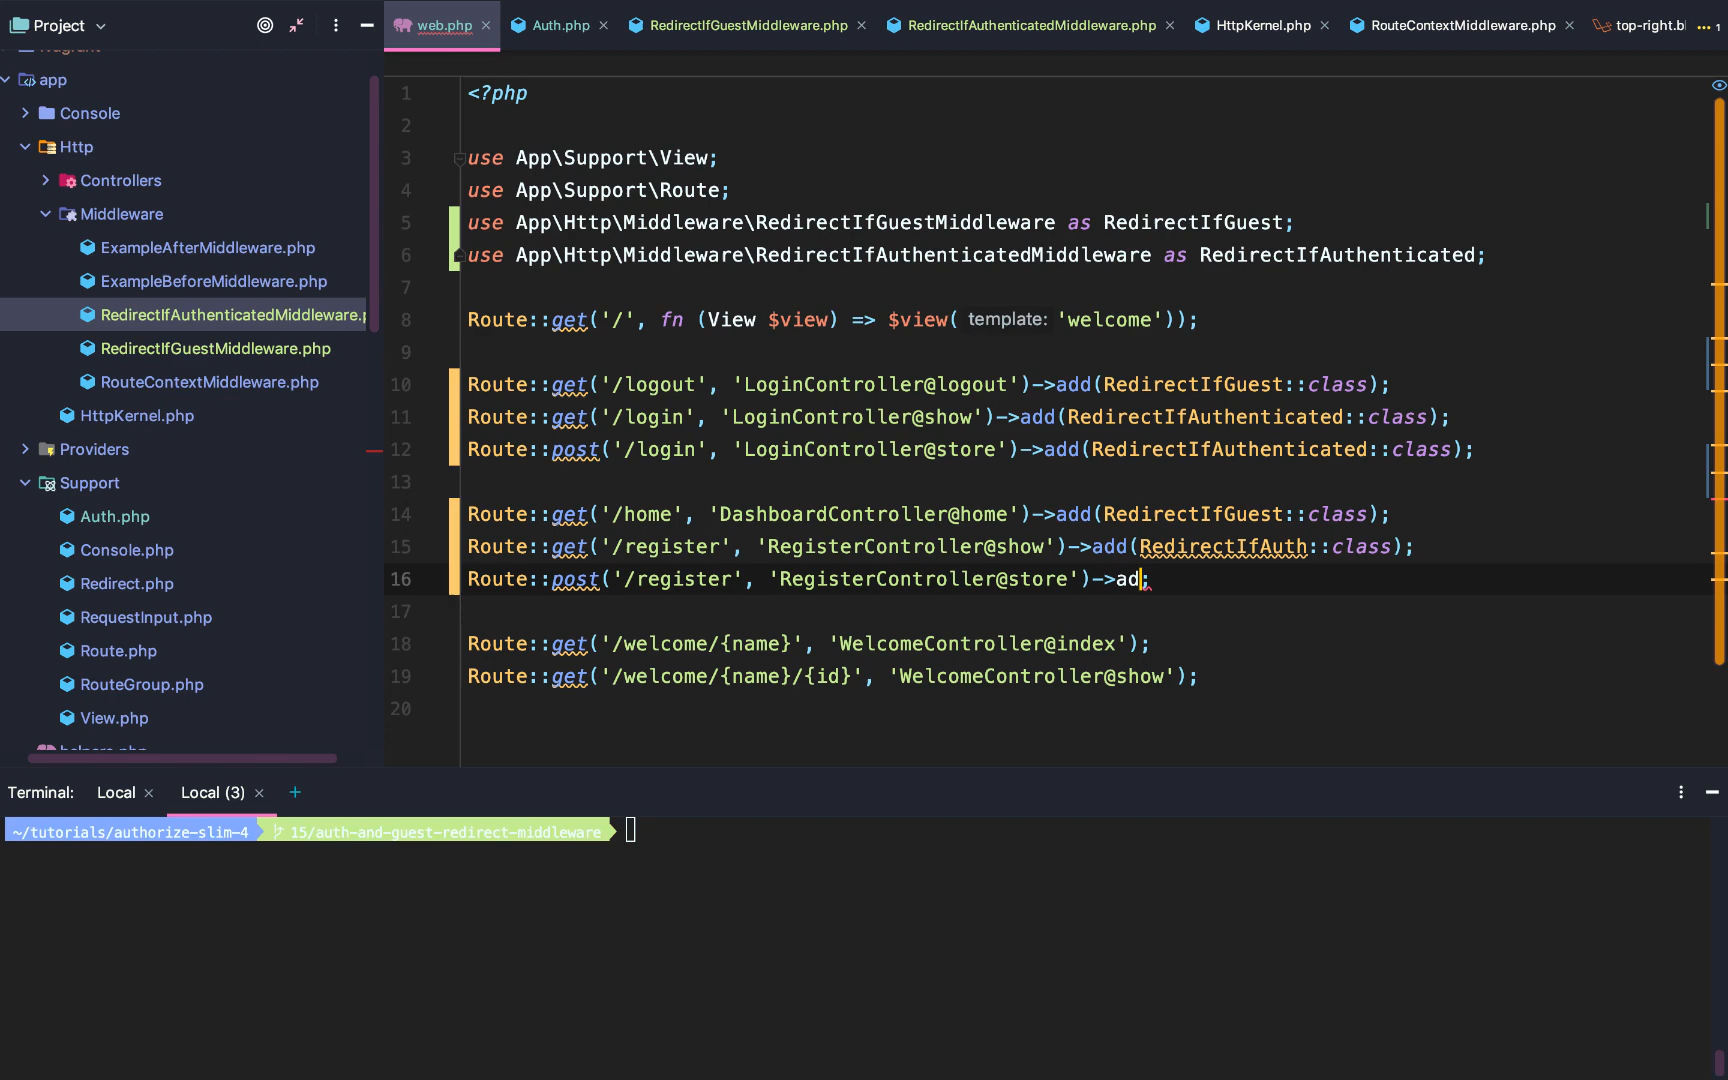 Project
web.php
Auth.php
RedirectIfGuestMiddleware.php
RedirectIfAuthenticatedMiddleware.php
HttpKernel.php
RouteContextMiddleware.php
top-right.bl
1
app
Console
Http
Controllers
Middleware
ExampleAfterMiddleware.php
ExampleBeforeMiddleware.php
RedirectIfAuthenticatedMiddleware.p
RedirectIfGuestMiddleware.php
RouteContextMiddleware.php
HttpKernel.php
Providers
Support
Auth.php
Console.php
Redirect.php
RequestInput.php
Route.php
RouteGroup.php
View.php
1 <?php
2
3 use App\Support\View;
4 use App\Support\Route;
5 use App\Http\Middleware\RedirectIfGuestMiddleware as RedirectIfGuest;
6 use App\Http\Middleware\RedirectIfAuthenticatedMiddleware as RedirectIfAuthenticated;
7
8 Route::get('/', fn (View $view) => $view( template: 'welcome'));
9
10 Route::get('/logout', 'LoginController@logout')->add(RedirectIfGuest::class);
11 Route::get('/login', 'LoginController@show')->add(RedirectIfAuthenticated::class);
12 Route::post('/login', 'LoginController@store')->add(RedirectIfAuthenticated::class);
13
14 Route::get('/home', 'DashboardController@home')->add(RedirectIfGuest::class);
15 Route::get('/register', 'RegisterController@show')->add(RedirectIfAuth::class);
16 Route::post('/register', 'RegisterController@store')->ad;
17
18 Route::get('/welcome/{name}', 'WelcomeController@index');
19 Route::get('/welcome/{name}/{id}', 'WelcomeController@show');
20
Terminal: Local Local (3)
~/tutorials/authorize-slim-4 15/auth-and-guest-redirect-middleware